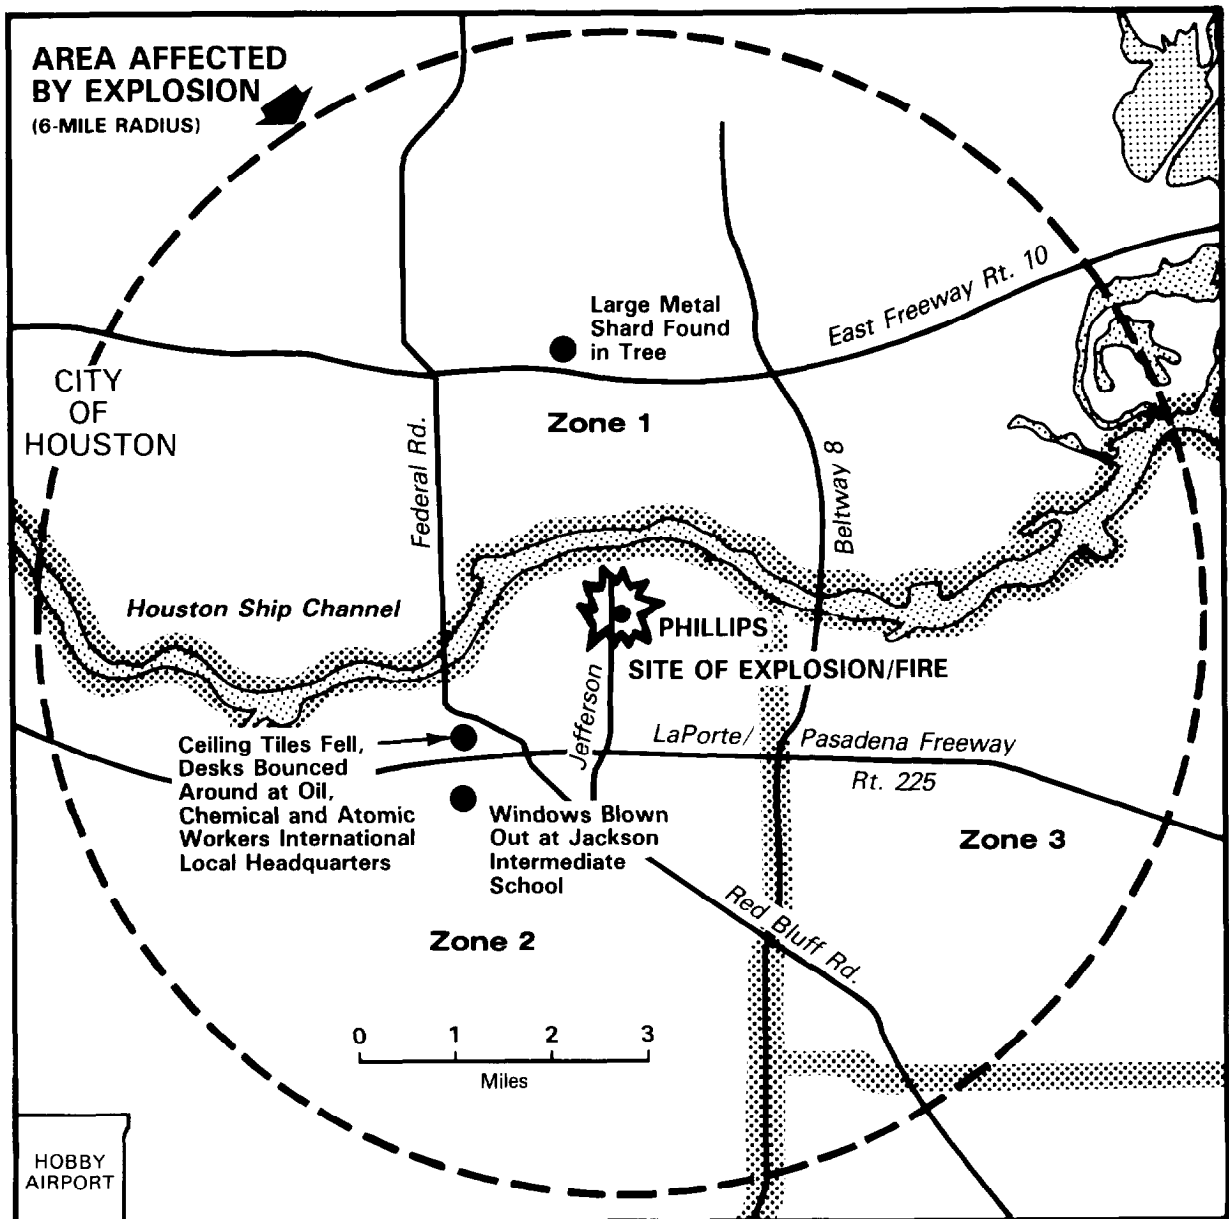 AREA AFFECTED
BY EXPLOSION
(6-MILE RADIUS)
Large Metal
Shard Found
in Tree
East Freeway Rt. 10
CITY
OF
HOUSTON
Zone 1
Federal Rd.
Beltway 8
Houston Ship Channel
PHILLIPS
SITE OF EXPLOSION/FIRE
Jefferson
LaPorte/ Pasadena Freeway
Rt. 225
Ceiling Tiles Fell,
Desks Bounced
Around at Oil,
Chemical and Atomic
Workers International
Local Headquarters
Windows Blown
Out at Jackson
Intermediate
School
Zone 3
Red Bluff Rd.
Zone 2
0 1 2 3
Miles
HOBBY
AIRPORT